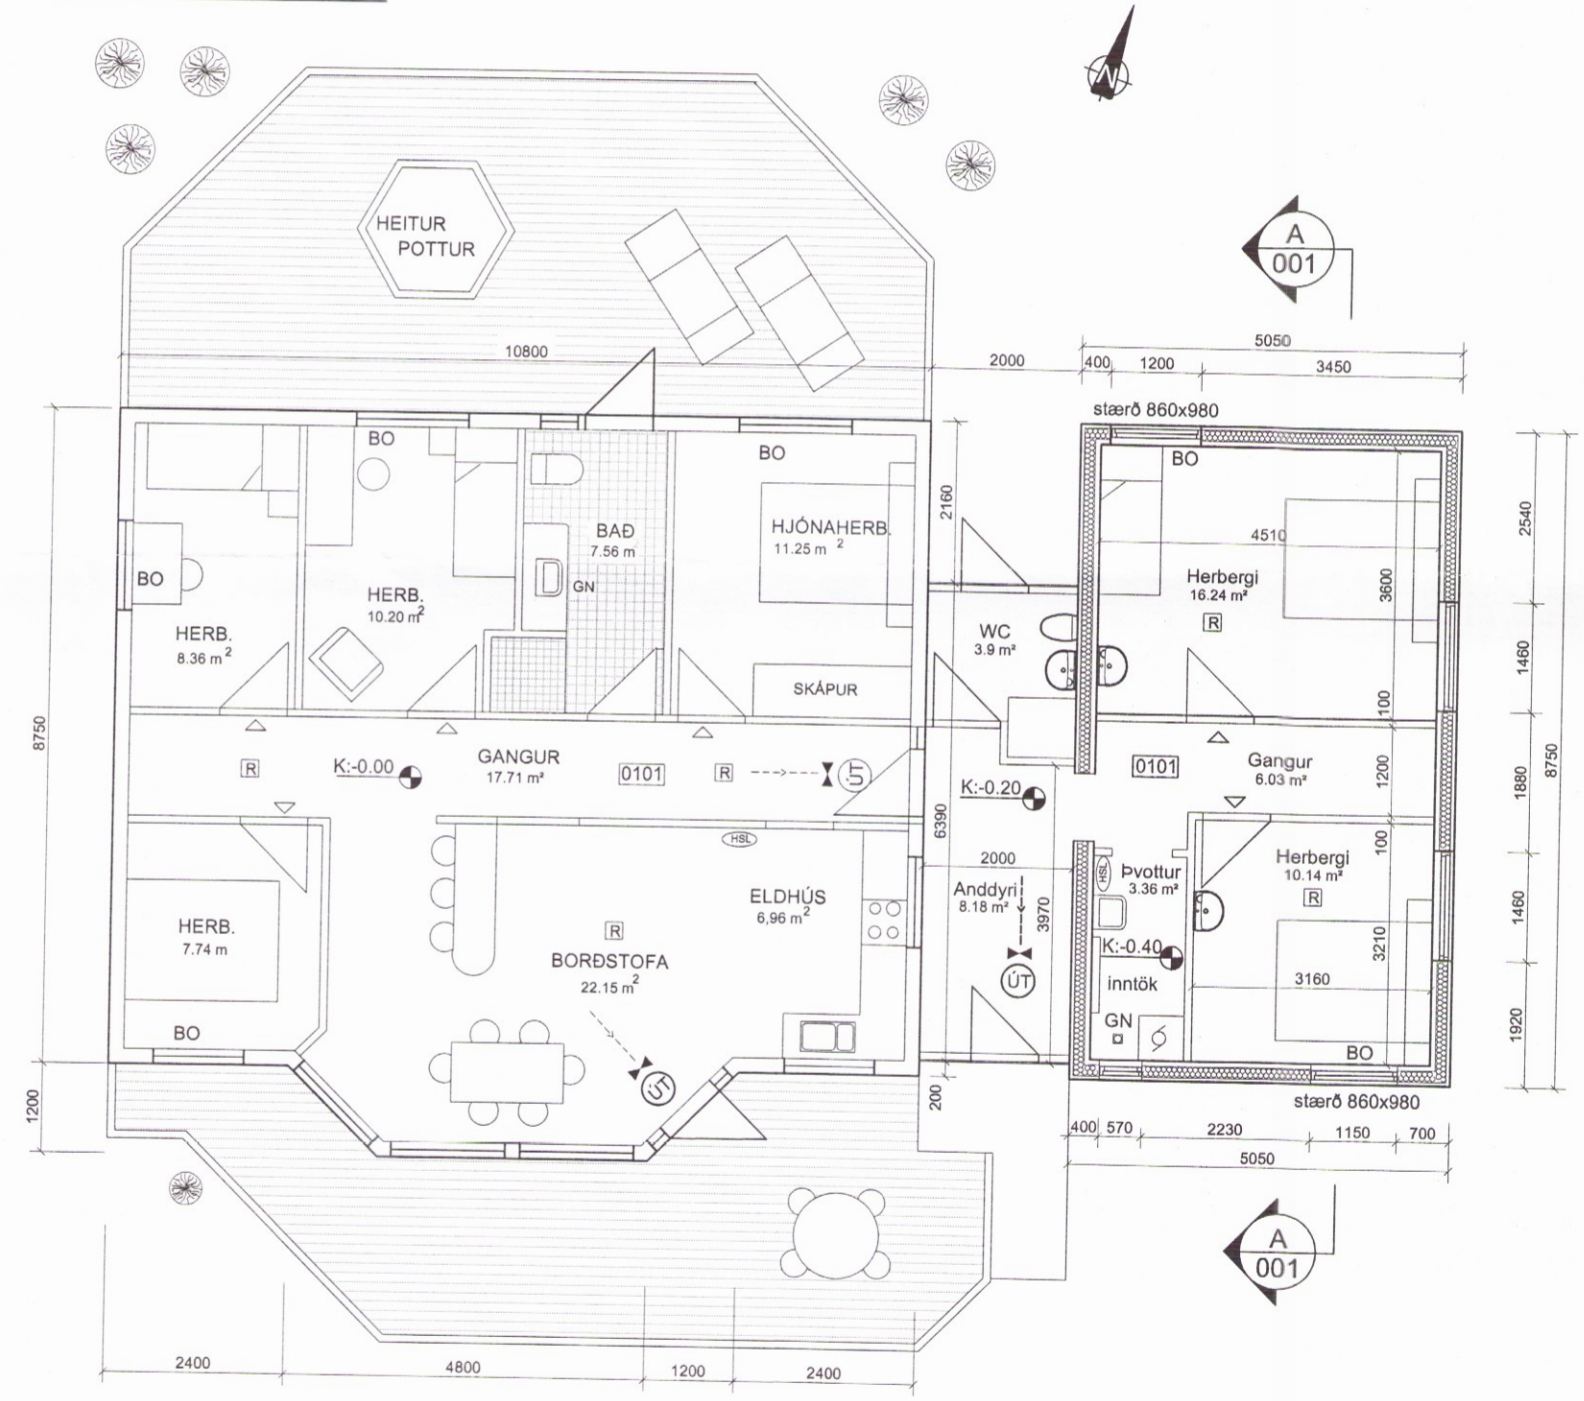 N
HEITUR
POTTUR
A
001
10800
2000
5050
400 1200 3450
stærð 860x980
BO
BO
BO
BO
2160
2540
4510
BAÐ
7.56 m
HJÓNAHERB.
11.25 m 2
GN
HERB.
10.20 m2
HERB.
8.36 m 2
Herbergi
16.24 m²
R
3600
WC
3.9 m²
1460
SKÁPUR
100
8750
8750
GANGUR
17.71 m²
R
K:-0.00
0101
R
ÚT
K:-0.20
0101
Gangur
6.03 m²
1200
1880
6390
HSL
100
2000
HSL
Þvottur
3.36 m²
Herbergi
10.14 m²
R
ELDHÚS
6,96 m2
Anddyri
8.18 m²
3970
1460
HERB.
7.74 m
R
BORÐSTOFA
22.15 m2
K:-0.40
3210
3160
inntök
ÚT
GN
BO
BO
1920
ÚT
1200
200
stærð 860x980
400 570 2230 1150 700
5050
A
001
2400 4800 1200 2400